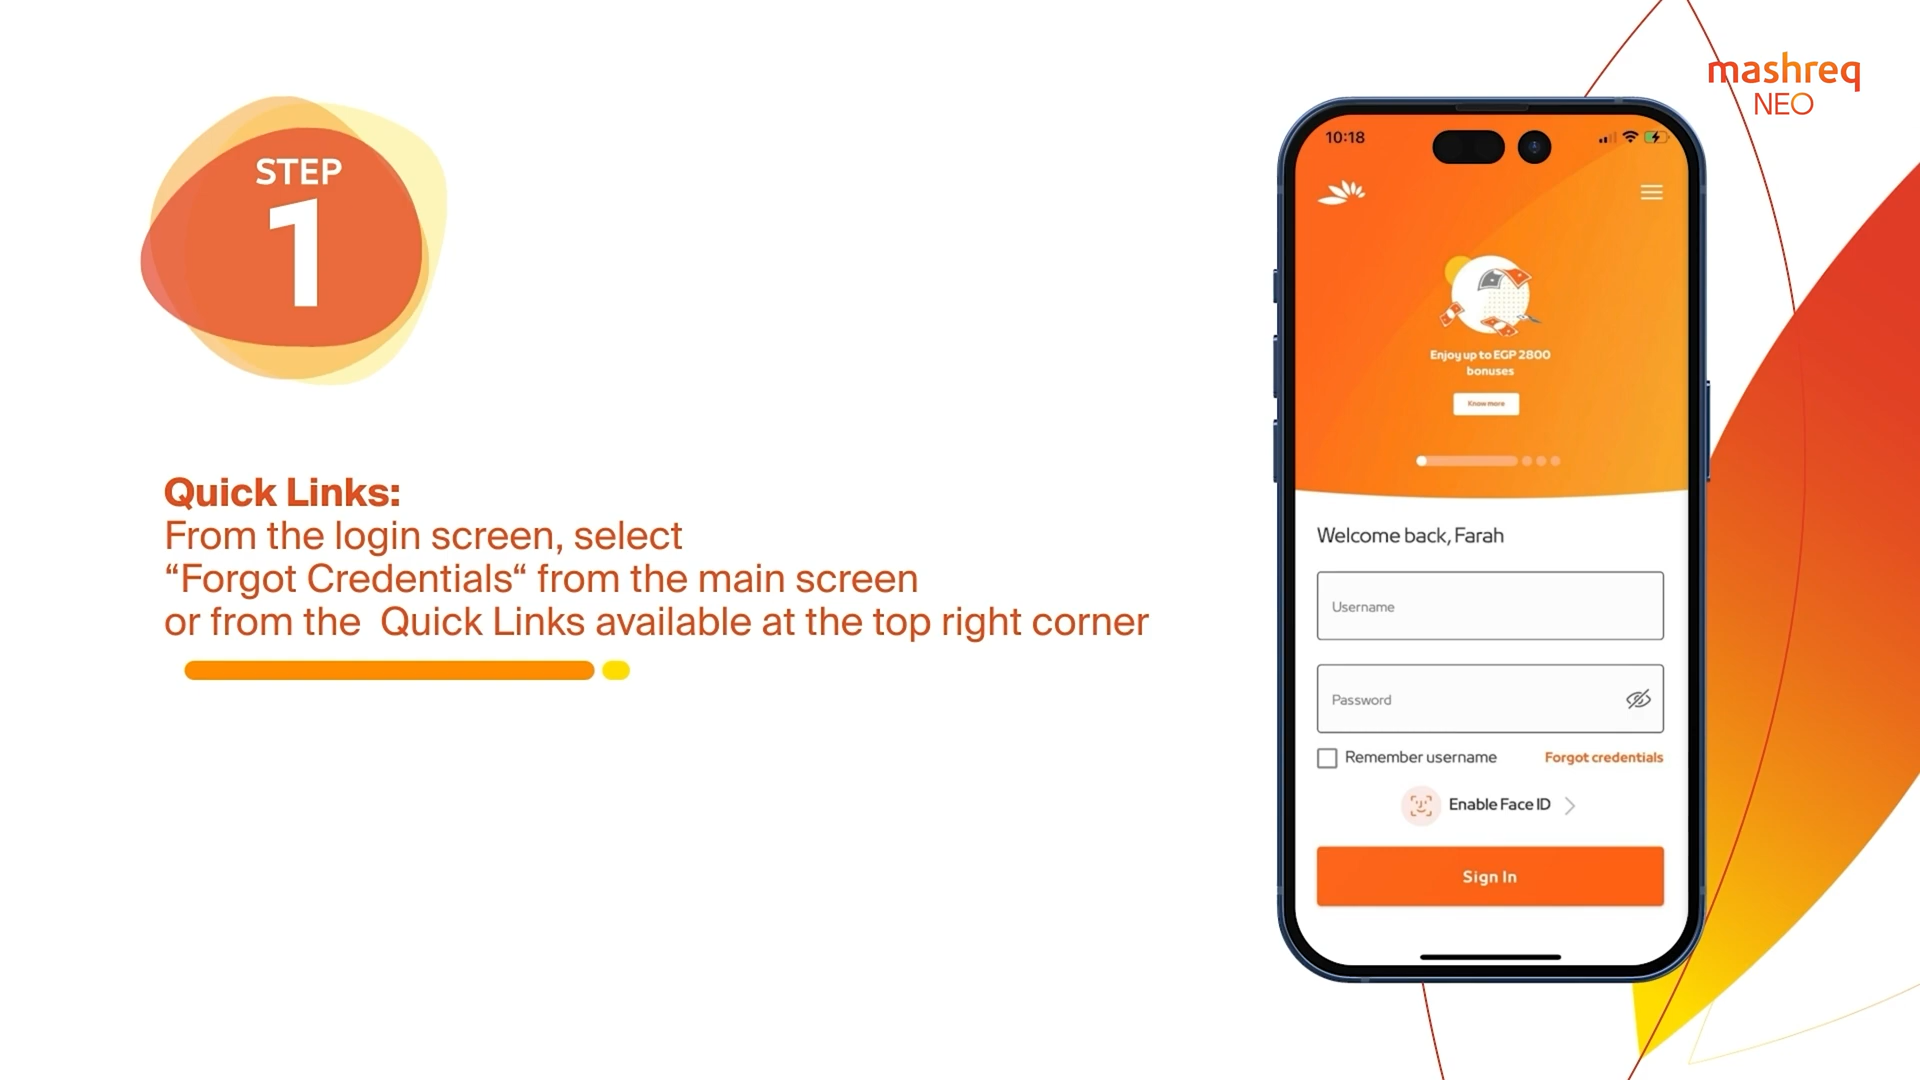 mashreq
NEO
STEP
1
Quick Links:
From the login screen, select
“Forgot Credentials“ from the main screen
or from the  Quick Links available at the top right corner
10:18
Enjoy up to EGP 2800
bonuses
Know more
Welcome back, Farah
Username
Password
Remember username
Forgot credentials
Enable Face ID
Sign In